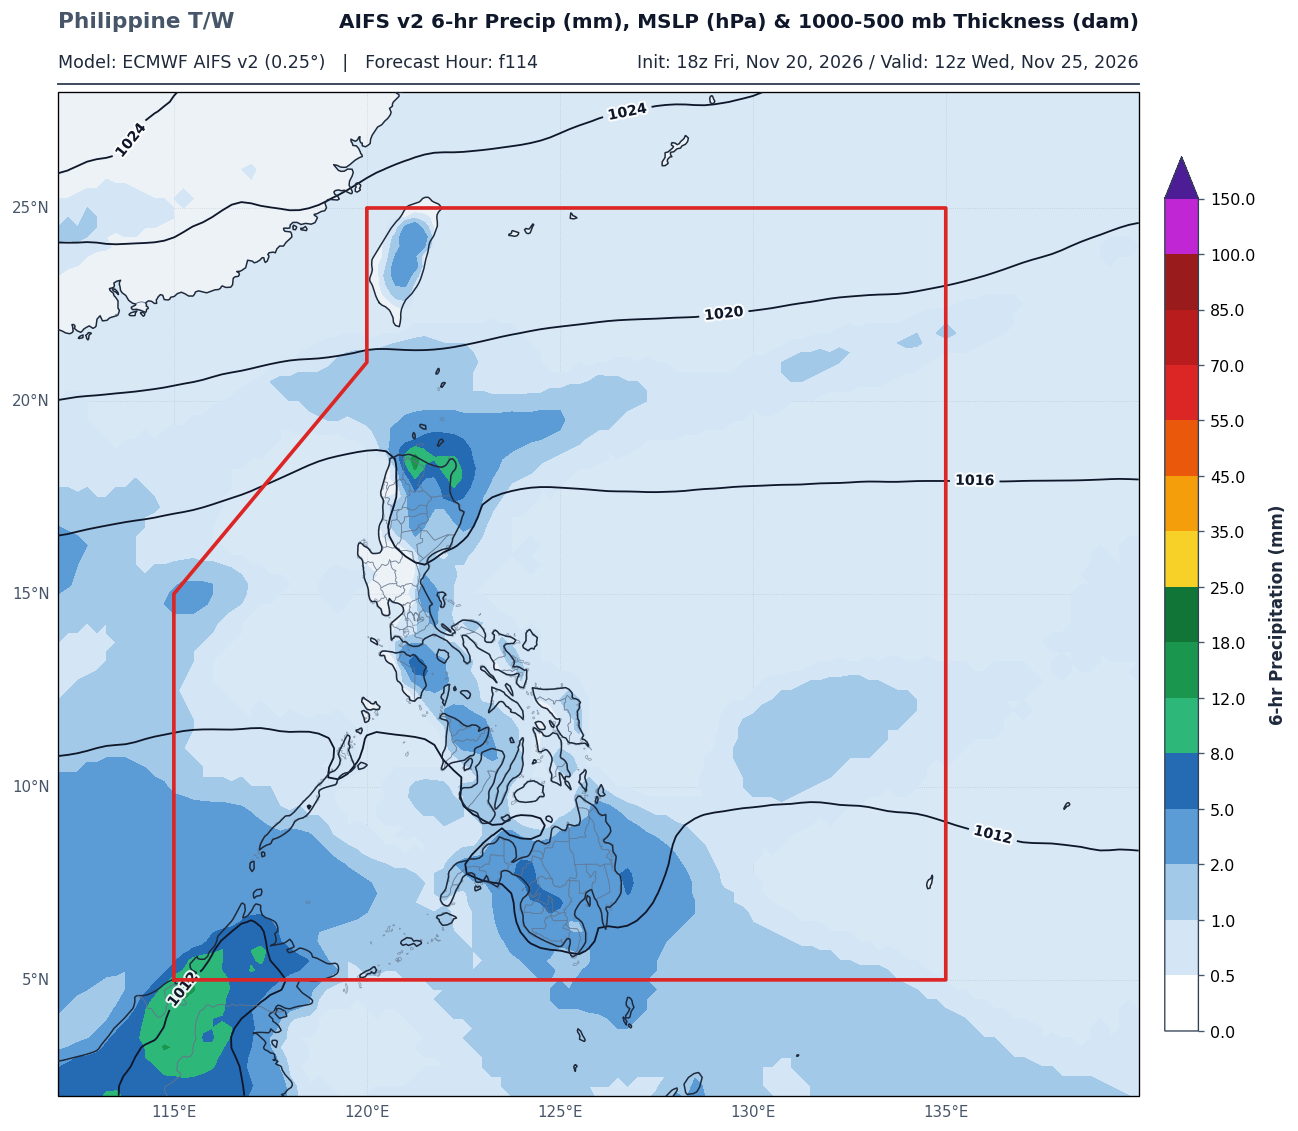 Philippine T/W
AIFS v2 6-hr Precip (mm), MSLP (hPa) & 1000-500 mb Thickness (dam)
Model: ECMWF AIFS v2 (0.25°) | Forecast Hour: f114
Init: 18z Fri, Nov 20, 2026 / Valid: 12z Wed, Nov 25, 2026
1024
1024
1020
1016
1012
1012
25°N
20°N
15°N
10°N
5°N
115°E
120°E
125°E
130°E
135°E
150.0
100.0
85.0
70.0
55.0
45.0
35.0
25.0
18.0
12.0
8.0
5.0
2.0
1.0
0.5
0.0
6-hr Precipitation (mm)